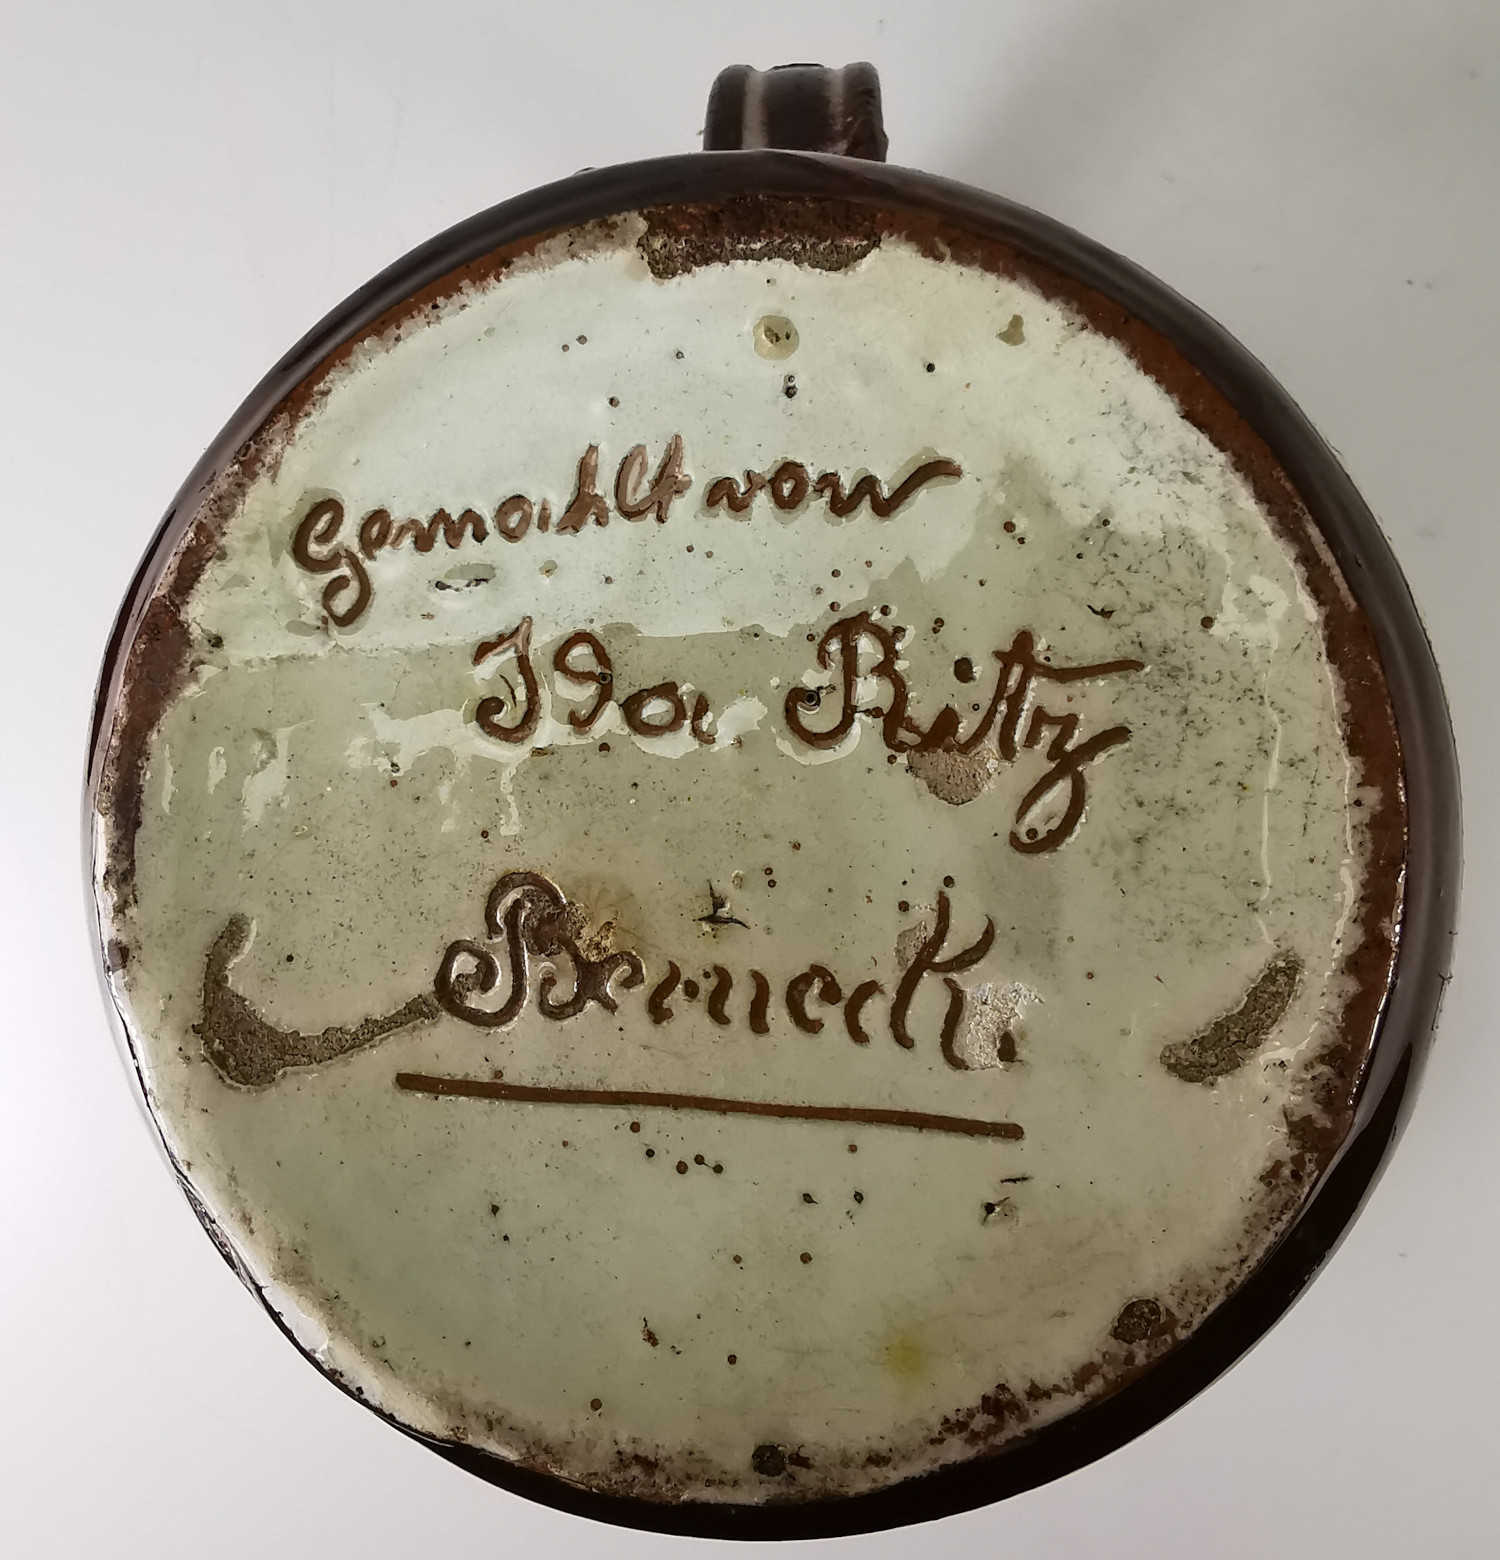 Gemacht von
Ida Ritz
Berneck.